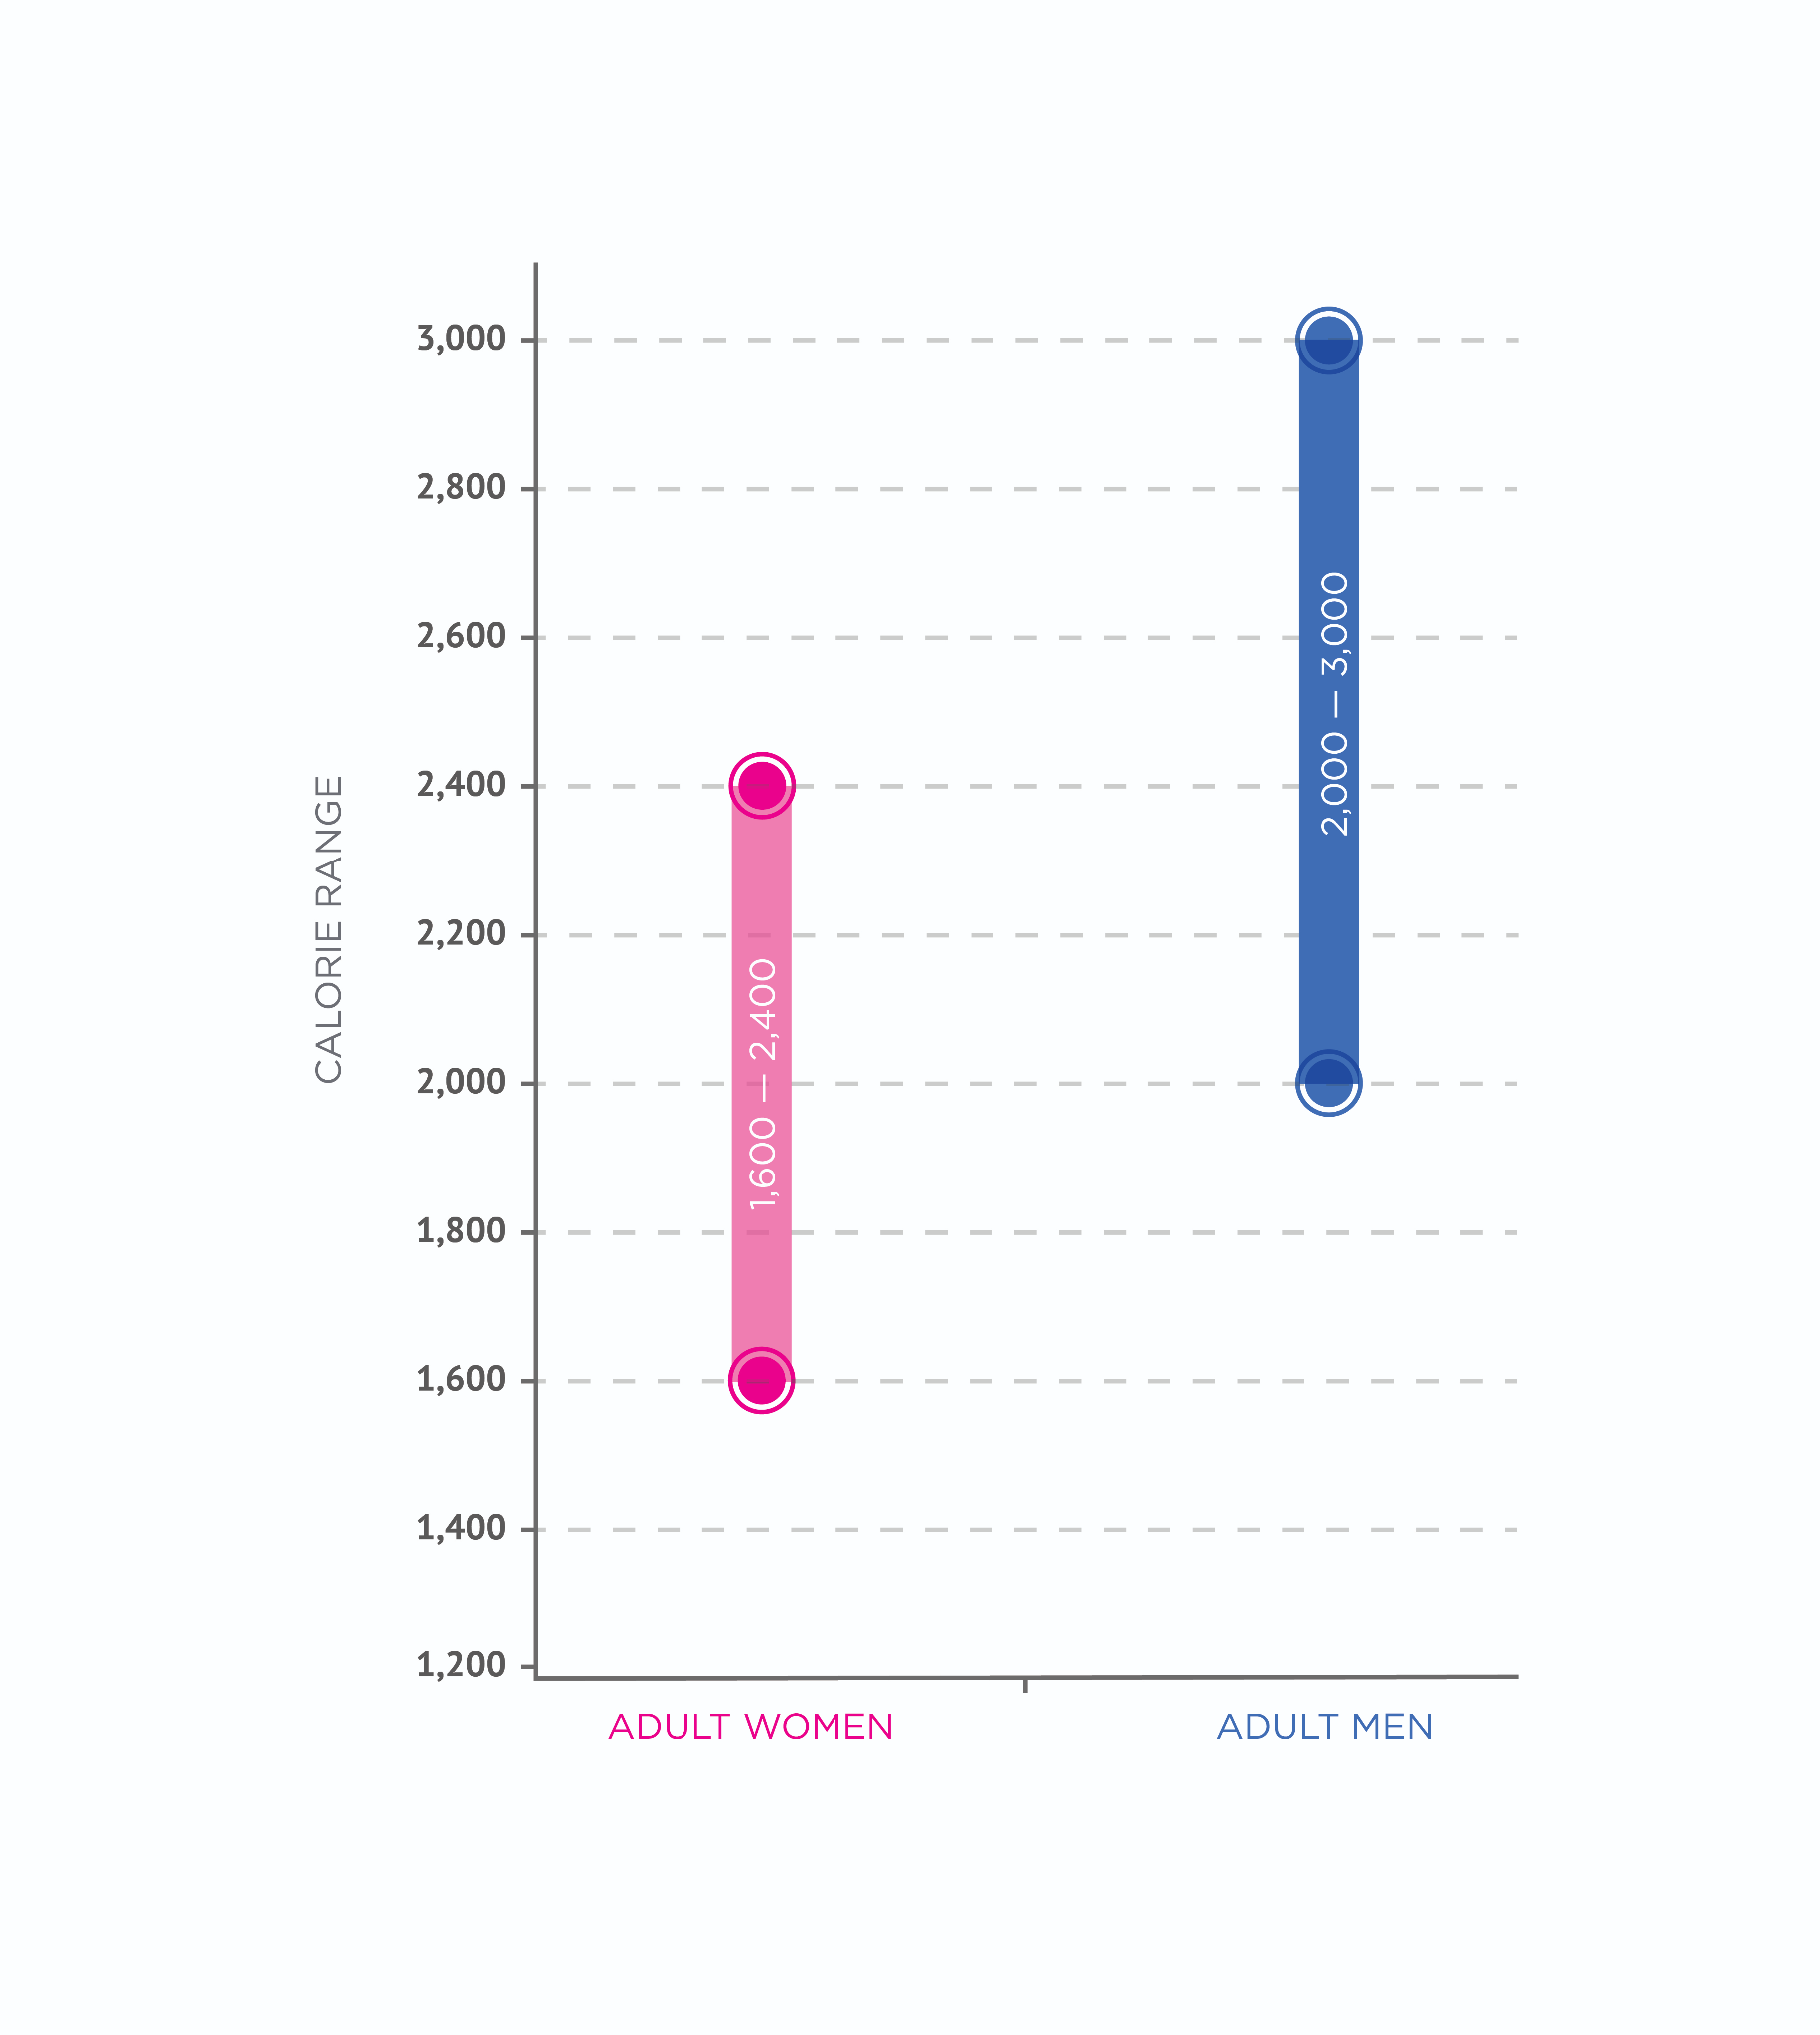 CALORIE RANGE
3,000
2,800
2,600
2,400
2,200
2,000
1,800
1,600
1,400
1,200
1,600 — 2,400
2,000 — 3,000
ADULT WOMEN
ADULT MEN